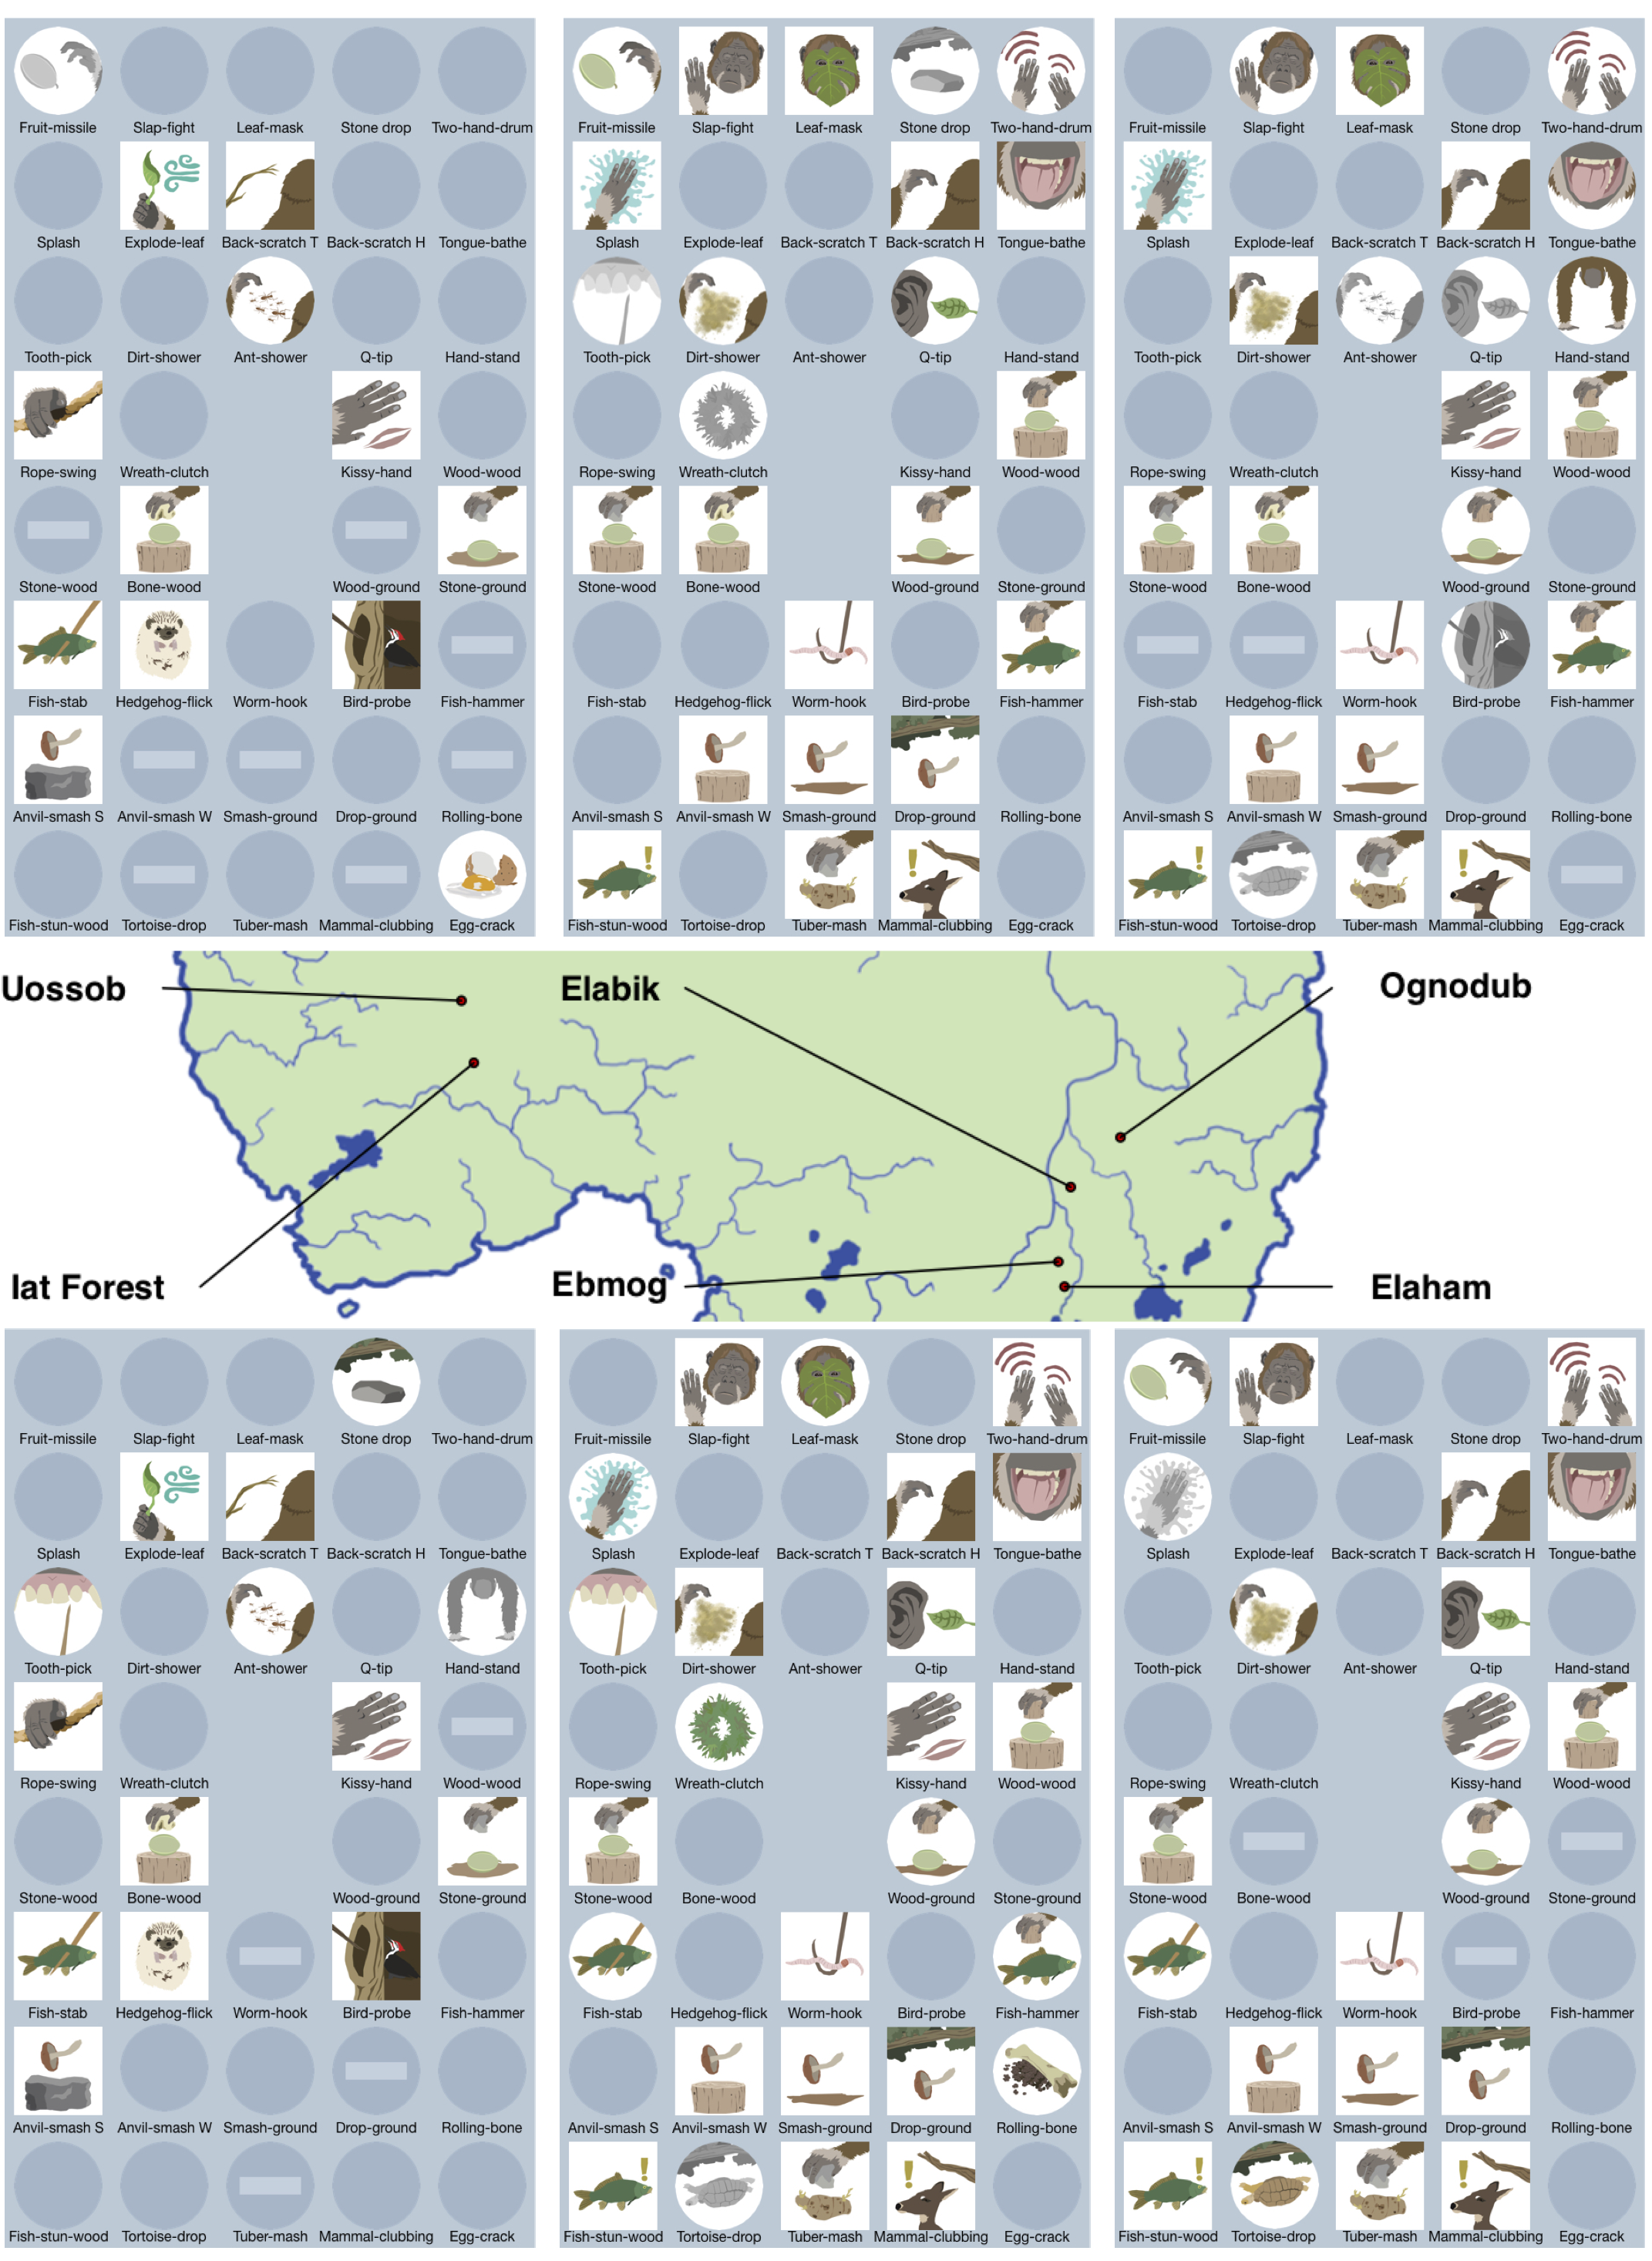 Fruit-missile Slap-fight Leaf-mask Stone drop Two-hand-drum
Splash Explode-leaf Back-scratch T Back-scratch H Tongue-bathe
Tooth-pick Dirt-shower Ant-shower Q-tip Hand-stand
Rope-swing Wreath-clutch Kissy-hand Wood-wood
Stone-wood Bone-wood Wood-ground Stone-ground
Fish-stab Hedgehog-flick Worm-hook Bird-probe Fish-hammer
Anvil-smash S Anvil-smash W Smash-ground Drop-ground Rolling-bone
Fish-stun-wood Tortoise-drop Tuber-mash Mammal-clubbing Egg-crack
Fruit-missile Slap-fight Leaf-mask Stone drop Two-hand-drum
Splash Explode-leaf Back-scratch T Back-scratch H Tongue-bathe
Tooth-pick Dirt-shower Ant-shower Q-tip Hand-stand
Rope-swing Wreath-clutch Kissy-hand Wood-wood
Stone-wood Bone-wood Wood-ground Stone-ground
Fish-stab Hedgehog-flick Worm-hook Bird-probe Fish-hammer
Anvil-smash S Anvil-smash W Smash-ground Drop-ground Rolling-bone
Fish-stun-wood Tortoise-drop Tuber-mash Mammal-clubbing Egg-crack
Fruit-missile Slap-fight Leaf-mask Stone drop Two-hand-drum
Splash Explode-leaf Back-scratch T Back-scratch H Tongue-bathe
Tooth-pick Dirt-shower Ant-shower Q-tip Hand-stand
Rope-swing Wreath-clutch Kissy-hand Wood-wood
Stone-wood Bone-wood Wood-ground Stone-ground
Fish-stab Hedgehog-flick Worm-hook Bird-probe Fish-hammer
Anvil-smash S Anvil-smash W Smash-ground Drop-ground Rolling-bone
Fish-stun-wood Tortoise-drop Tuber-mash Mammal-clubbing Egg-crack
Uossob
Elabik
Ognodub
Iat Forest
Ebmog
Elaham
Fruit-missile Slap-fight Leaf-mask Stone drop Two-hand-drum
Splash Explode-leaf Back-scratch T Back-scratch H Tongue-bathe
Tooth-pick Dirt-shower Ant-shower Q-tip Hand-stand
Rope-swing Wreath-clutch Kissy-hand Wood-wood
Stone-wood Bone-wood Wood-ground Stone-ground
Fish-stab Hedgehog-flick Worm-hook Bird-probe Fish-hammer
Anvil-smash S Anvil-smash W Smash-ground Drop-ground Rolling-bone
Fish-stun-wood Tortoise-drop Tuber-mash Mammal-clubbing Egg-crack
Fruit-missile Slap-fight Leaf-mask Stone drop Two-hand-drum
Splash Explode-leaf Back-scratch T Back-scratch H Tongue-bathe
Tooth-pick Dirt-shower Ant-shower Q-tip Hand-stand
Rope-swing Wreath-clutch Kissy-hand Wood-wood
Stone-wood Bone-wood Wood-ground Stone-ground
Fish-stab Hedgehog-flick Worm-hook Bird-probe Fish-hammer
Anvil-smash S Anvil-smash W Smash-ground Drop-ground Rolling-bone
Fish-stun-wood Tortoise-drop Tuber-mash Mammal-clubbing Egg-crack
Fruit-missile Slap-fight Leaf-mask Stone drop Two-hand-drum
Splash Explode-leaf Back-scratch T Back-scratch H Tongue-bathe
Tooth-pick Dirt-shower Ant-shower Q-tip Hand-stand
Rope-swing Wreath-clutch Kissy-hand Wood-wood
Stone-wood Bone-wood Wood-ground Stone-ground
Fish-stab Hedgehog-flick Worm-hook Bird-probe Fish-hammer
Anvil-smash S Anvil-smash W Smash-ground Drop-ground Rolling-bone
Fish-stun-wood Tortoise-drop Tuber-mash Mammal-clubbing Egg-crack